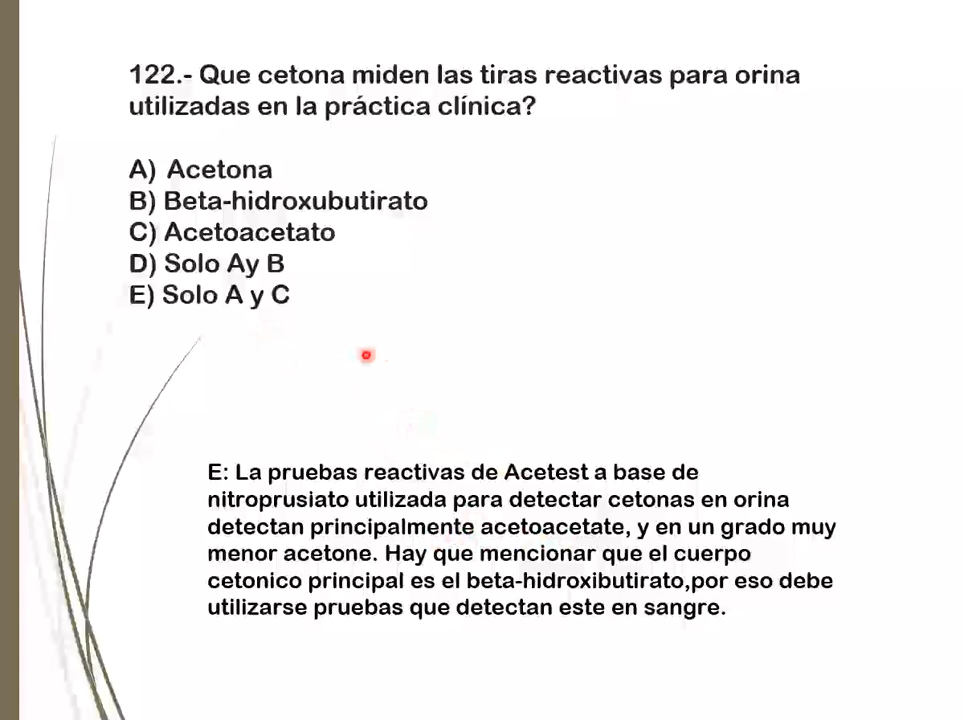 122.- Que cetona miden las tiras reactivas para orina
utilizadas en la práctica clínica?
A) Acetona
B) Beta-hidroxubutirato
C) Acetoacetato
D) Solo Ay B
E) Solo A y C
E: La pruebas reactivas de Acetest a base de
nitroprusiato utilizada para detectar cetonas en orina
detectan principalmente acetoacetate, y en un grado muy
menor acetone. Hay que mencionar que el cuerpo
cetonico principal es el beta-hidroxibutirato,por eso debe
utilizarse pruebas que detectan este en sangre.